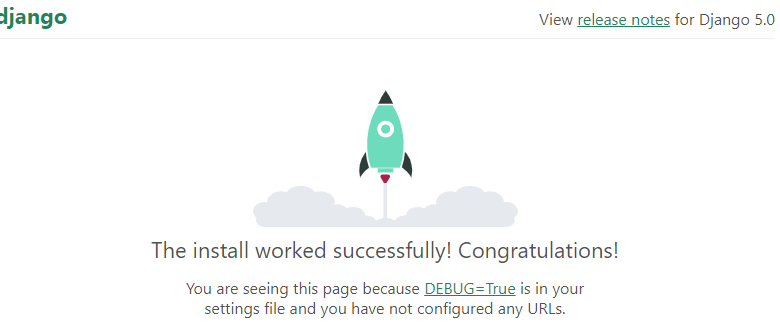 django
View release notes for Django 5.0
The install worked successfully! Congratulations!
You are seeing this page because DEBUG=True is in your
settings file and you have not configured any URLs.